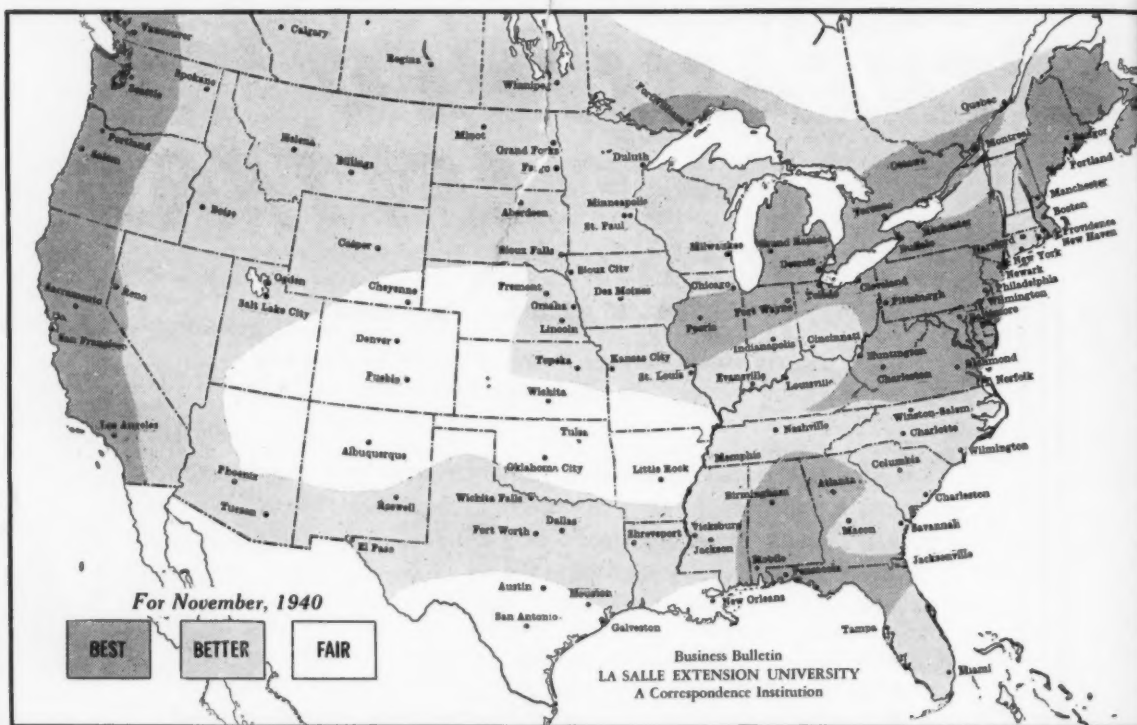 Vancouver
Calgary
Regina
Winnipeg
Seattle
Spokane
Quebec
Portland
Salem
Helena
Billings
Minot
Grand Forks
Fargo
Duluth
Ottawa
Montreal
Bangor
Portland
Boise
Aberdeen
Minneapolis
St. Paul
Toronto
Rochester
Buffalo
Manchester
Boston
Casper
Sioux Falls
Milwaukee
Grand Rapids
Detroit
Hartford
Providence
New Haven
New York
Newark
Sacramento
Reno
Ogden
Salt Lake City
Cheyenne
Sioux City
Fremont
Omaha
Lincoln
Des Moines
Chicago
Toledo
Cleveland
Pittsburgh
Philadelphia
Wilmington
Baltimore
San Francisco
Denver
Pueblo
Topeka
Wichita
Kansas City
St. Louis
Peoria
Fort Wayne
Indianapolis
Cincinnati
Evansville
Louisville
Huntington
Charleston
Richmond
Norfolk
Los Angeles
Albuquerque
Tulsa
Oklahoma City
Little Rock
Memphis
Nashville
Winston-Salem
Charlotte
Columbia
Wilmington
Phoenix
Tucson
Roswell
El Paso
Wichita Falls
Fort Worth
Dallas
Shreveport
Vicksburg
Jackson
Birmingham
Atlanta
Macon
Charleston
Savannah
Jacksonville
Mobile
Pensacola
New Orleans
Austin
Houston
San Antonio
Galveston
Tampa
Miami
For November, 1940
BEST
BETTER
FAIR
Business Bulletin
LA SALLE EXTENSION UNIVERSITY
A Correspondence Institution